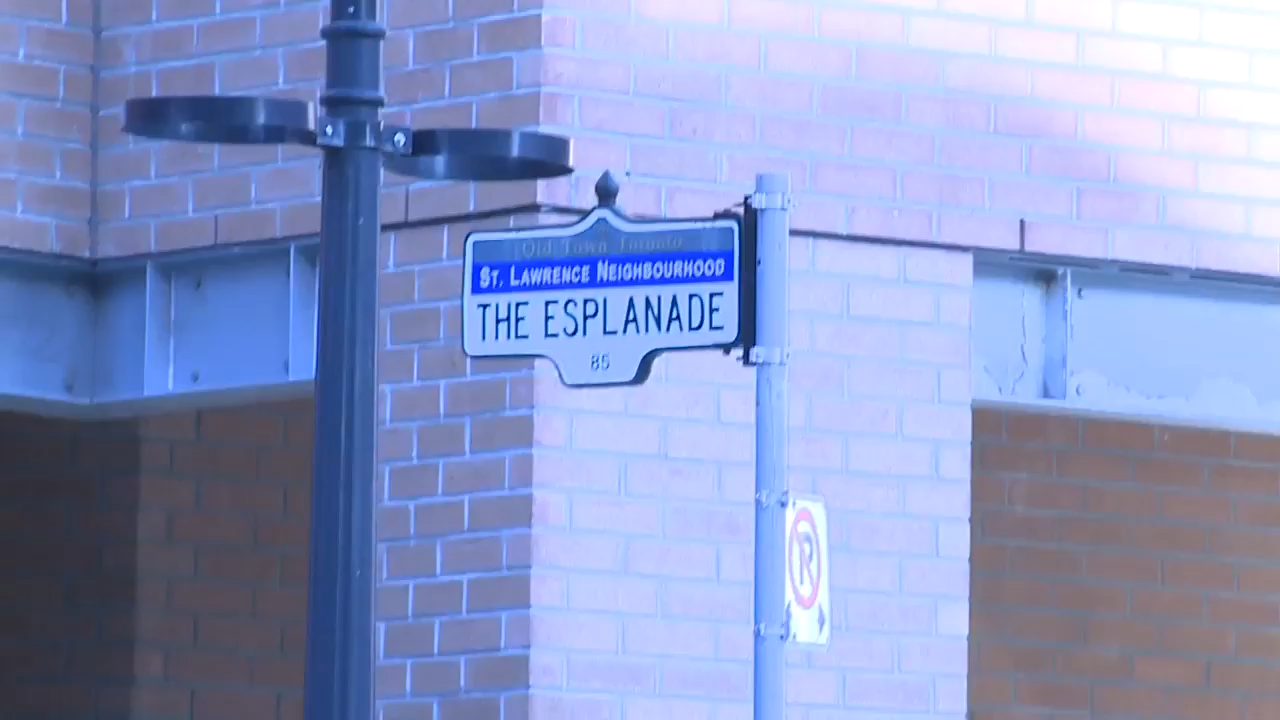 Old Town Toronto
ST. LAWRENCE NEIGHBOURHOOD
THE ESPLANADE
85
P